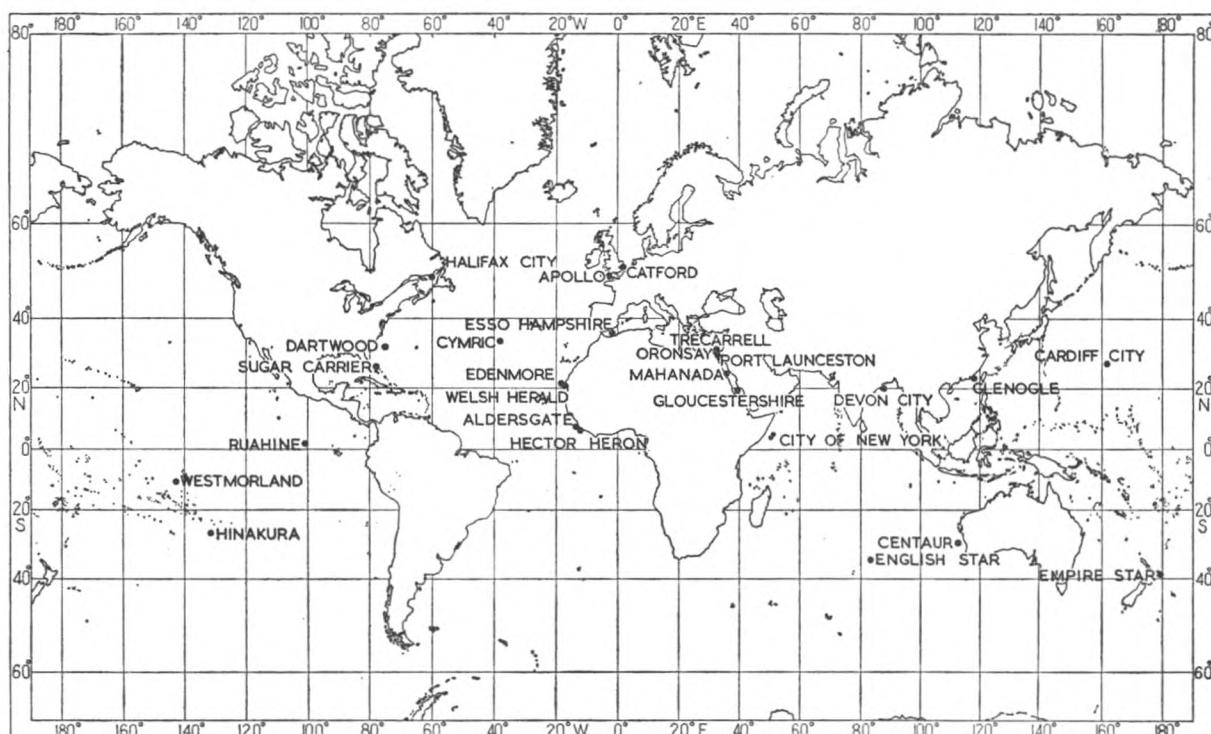 180° 160° 140° 120° 100° 80° 60° 40° 20°W 0° 20°E 40° 60° 80° 100° 120° 140° 160° 180°
80° 80°
60° 60°
HALIFAX CITY
APOLLO CATFORD
40° 40°
ESSO HAMPSHIRE
DARTWOOD CYMRIC TRECARRELL
ORONSAY PORT LAUNCESTON CARDIFF CITY
SUGAR CARRIER EDENMORE MAHANADA GLENOGLE
20° 20°
N WELSH HERALD GLOUCESTERSHIRE DEVON CITY N
ALDERSGATE
RUAHINE HECTOR HERON CITY OF NEW YORK
0° 0°
WESTMORLAND
20° 20°
S S
HINAKURA CENTAUR
ENGLISH STAR
40° EMPIRE STAR 40°
60° 60°
180° 160° 140° 120° 100° 80° 60° 40° 20°W 0° 20°E 40° 60° 80° 100° 120° 140° 160° 180°